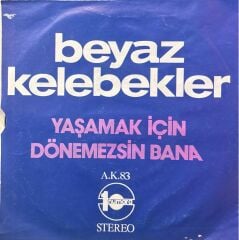 beyaz
kelebekler
YAŞAMAK İÇİN
DÖNEMEZSİN BANA
A.K.83
STEREO